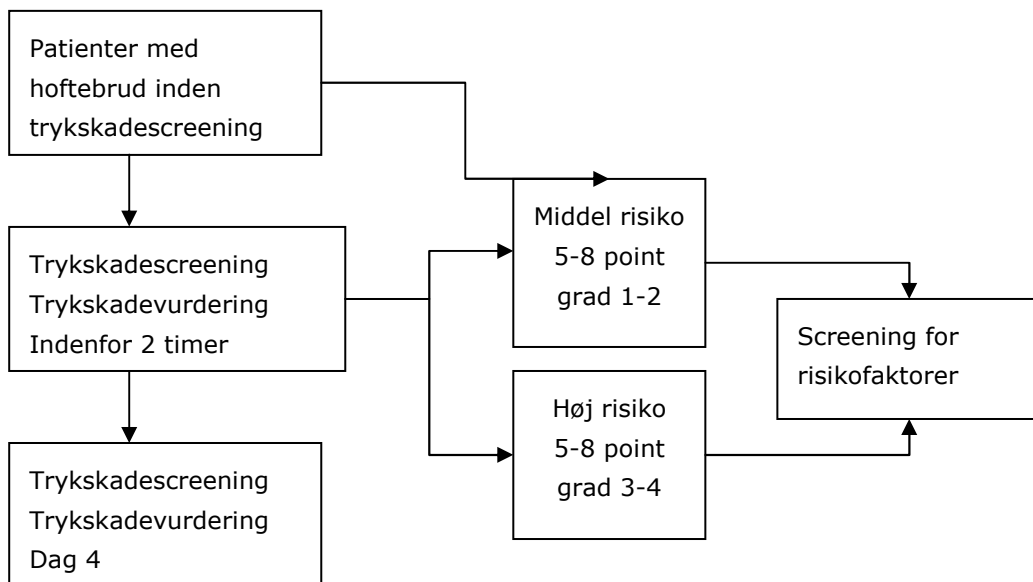 Patienter med
hoftebrud inden
trykskadescreening
Trykskadescreening
Trykskadevurdering
Indenfor 2 timer
Trykskadescreening
Trykskadevurdering
Dag 4
Middel risiko
5-8 point
grad 1-2
Høj risiko
5-8 point
grad 3-4
Screening for
risikofaktorer